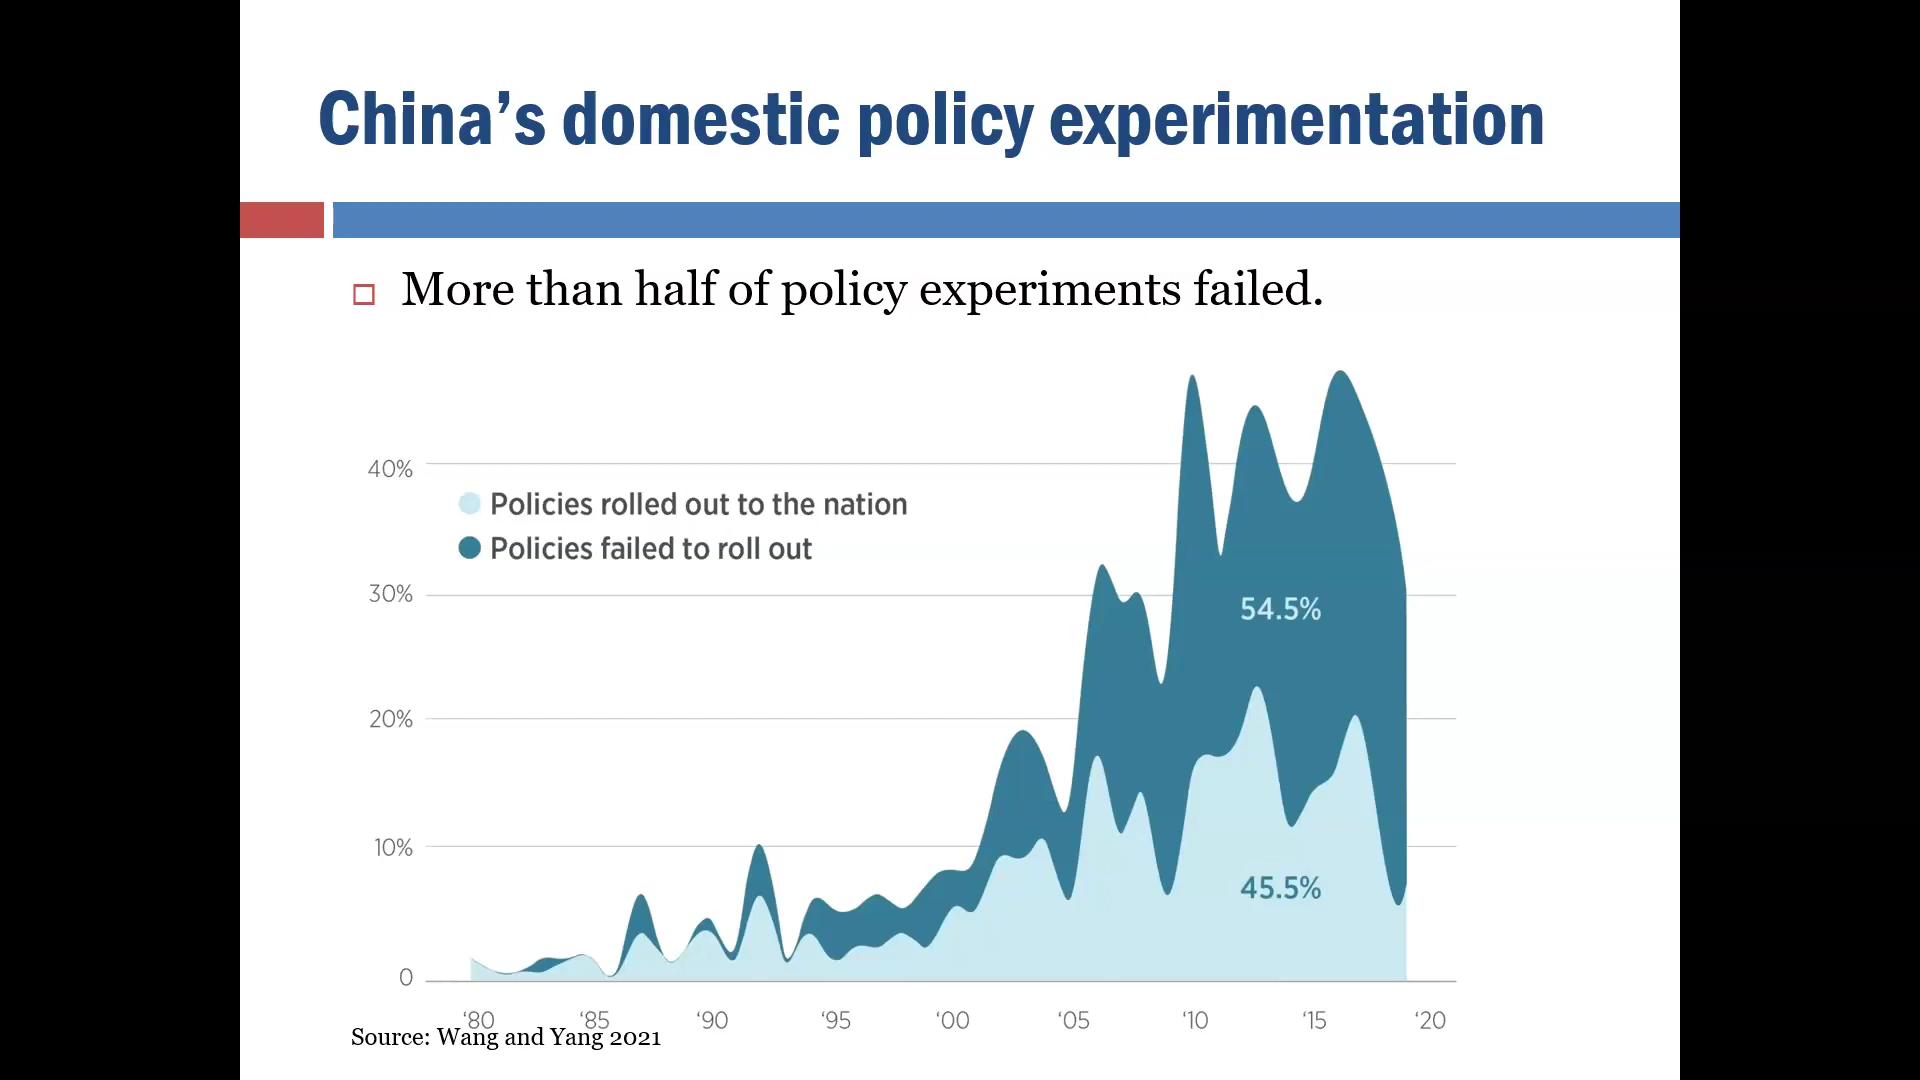 China’s domestic policy experimentation
More than half of policy experiments failed.
40%
Policies rolled out to the nation
Policies failed to roll out
30%
54.5%
20%
10%
45.5%
0
‘80 ‘85 ‘90 ‘95 ‘00 ‘05 ‘10 ‘15 ‘20
Source: Wang and Yang 2021